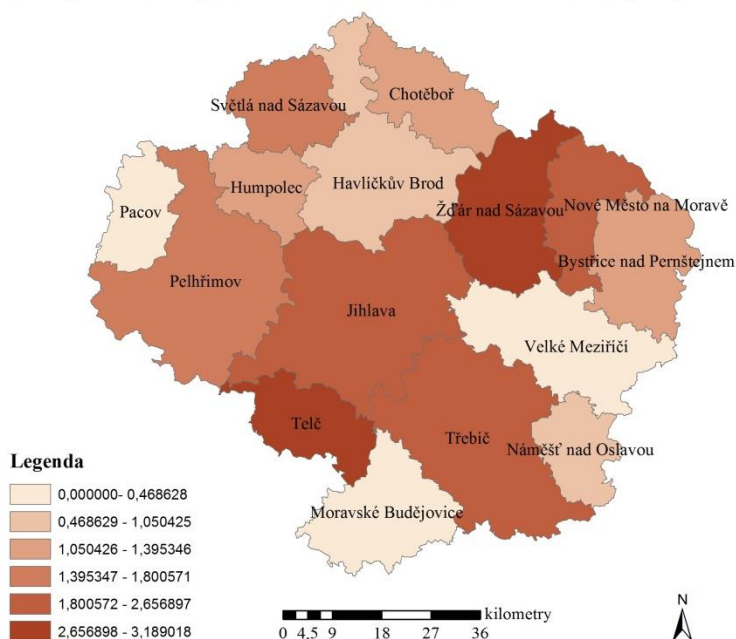 Chotěboř
Světlá nad Sázavou
Havlíčkův Brod
Humpolec
Pacov
Žďár nad Sázavou
Nové Město na Moravě
Bystřice nad Pernštejnem
Pelhřimov
Jihlava
Velké Meziříčí
Telč
Třebíč
Náměšť nad Oslavou
Moravské Budějovice
Legenda
0,000000- 0,468628
0,468629 - 1,050425
1,050426 - 1,395346
1,395347 - 1,800571
1,800572 - 2,656897
2,656898 - 3,189018
kilometry
0 4.5 9 18 27 36
N